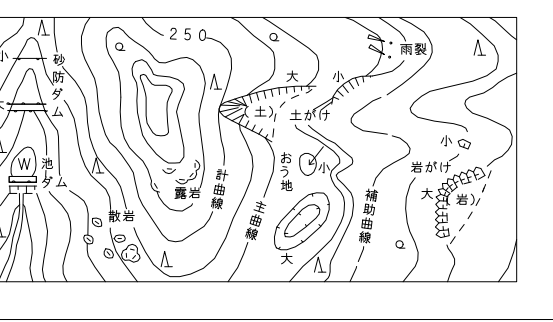 250
雨裂
小
砂防ダム
大
小
大
(土)
土がけ
小
池
W
ダム
おう地
小
岩がけ
大
(岩)
露岩
計曲線
主曲線
補助曲線
散岩
大